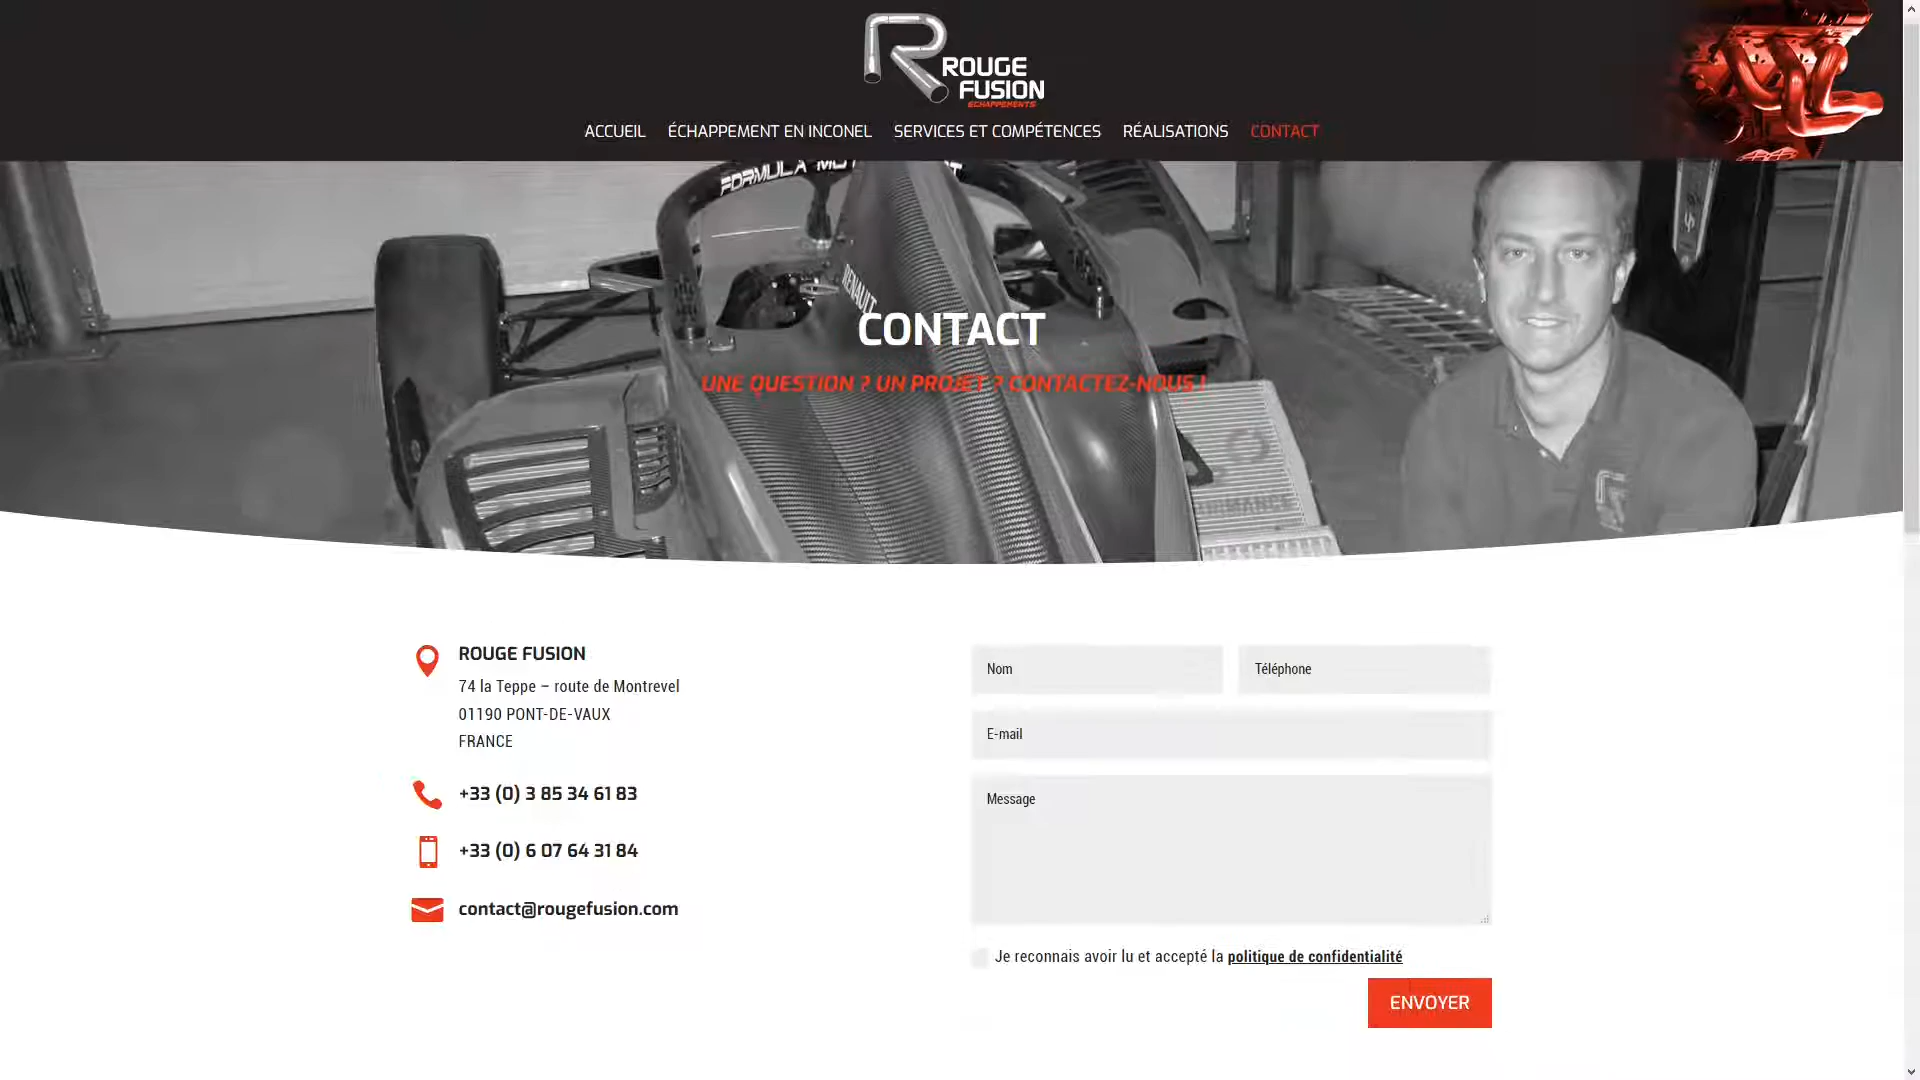 ROUGE
FUSION
ÉCHAPPEMENTS
ACCUEIL ÉCHAPPEMENT EN INCONEL SERVICES ET COMPÉTENCES RÉALISATIONS CONTACT
FORMULA
RENAULT
CONTACT
UNE QUESTION ? UN PROJET ? CONTACTEZ-NOUS !
ROUGE FUSION
74 la Teppe – route de Montrevel
01190 PONT-DE-VAUX
FRANCE
+33 (0) 3 85 34 61 83
+33 (0) 6 07 64 31 84
contact@rougefusion.com
Nom
Téléphone
E-mail
Message
Je reconnais avoir lu et accepté la politique de confidentialité
ENVOYER